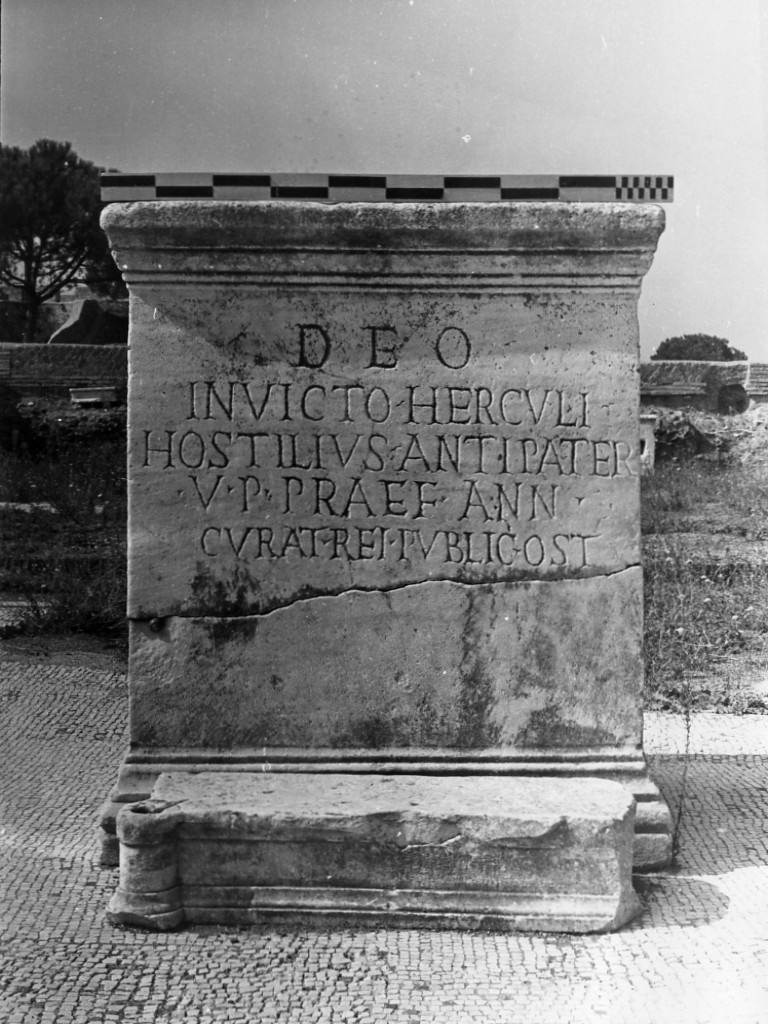 DEO
INVICTO·HERCVLI
HOSTILIVS·ANTIPATER
V·P·PRAEF·ANN
CVRAT·REI·PVBLIC·OST